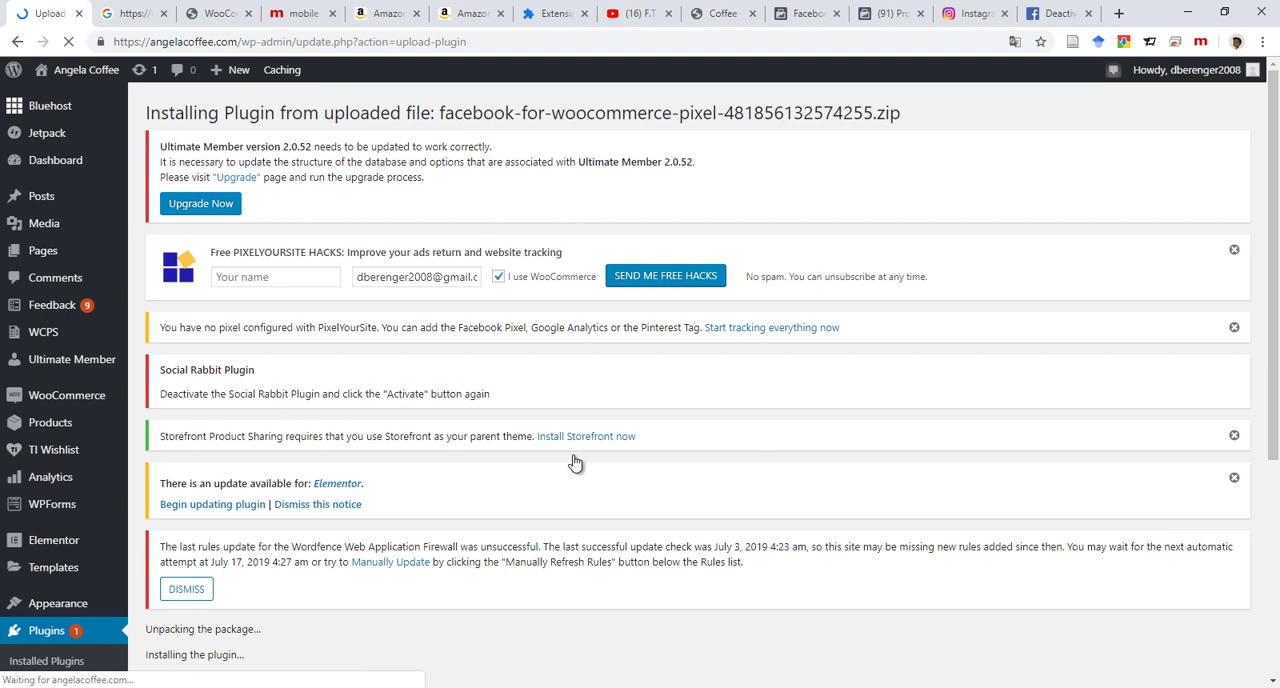 Upload
https://
WooCo
mobile
Amazo
Amazo
Extensi
(16) F.T
Coffee -
Faceboo
(91) Pro
Instagra
Deactiv
https://angelacoffee.com/wp-admin/update.php?action=upload-plugin
Angela Coffee 1 0 New Caching Howdy, dberenger2008
Bluehost
Jetpack
Dashboard
Posts
Media
Pages
Comments
Feedback 9
WCPS
Ultimate Member
WooCommerce
Products
TI Wishlist
Analytics
WPForms
Elementor
Templates
Appearance
Plugins 1
Installed Plugins
Installing Plugin from uploaded file: facebook-for-woocommerce-pixel-481856132574255.zip
Ultimate Member version 2.0.52 needs to be updated to work correctly.
It is necessary to update the structure of the database and options that are associated with Ultimate Member 2.0.52.
Please visit "Upgrade" page and run the upgrade process.
Upgrade Now
Free PIXELYOURSITE HACKS: Improve your ads return and website tracking
Your name dberenger2008@gmail.c I use WooCommerce SEND ME FREE HACKS No spam. You can unsubscribe at any time.
You have no pixel configured with PixelYourSite. You can add the Facebook Pixel, Google Analytics or the Pinterest Tag. Start tracking everything now
Social Rabbit Plugin
Deactivate the Social Rabbit Plugin and click the "Activate" button again
Storefront Product Sharing requires that you use Storefront as your parent theme. Install Storefront now
There is an update available for: Elementor.
Begin updating plugin | Dismiss this notice
The last rules update for the Wordfence Web Application Firewall was unsuccessful. The last successful update check was July 3, 2019 4:23 am, so this site may be missing new rules added since then. You may wait for the next automatic
attempt at July 17, 2019 4:27 am or try to Manually Update by clicking the "Manually Refresh Rules" button below the Rules list.
DISMISS
Unpacking the package...
Installing the plugin...
Waiting for angelacoffee.com...